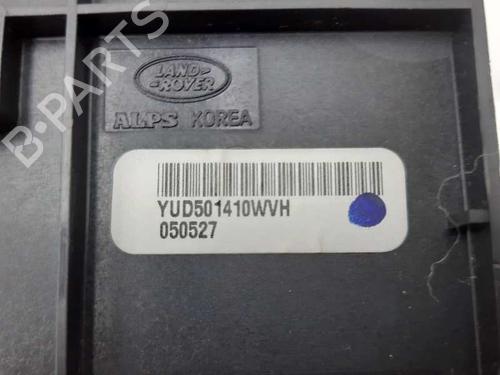 LAND-
-ROVER
ALPS KOREA
B-PARTS
YUD501410WVH
050527